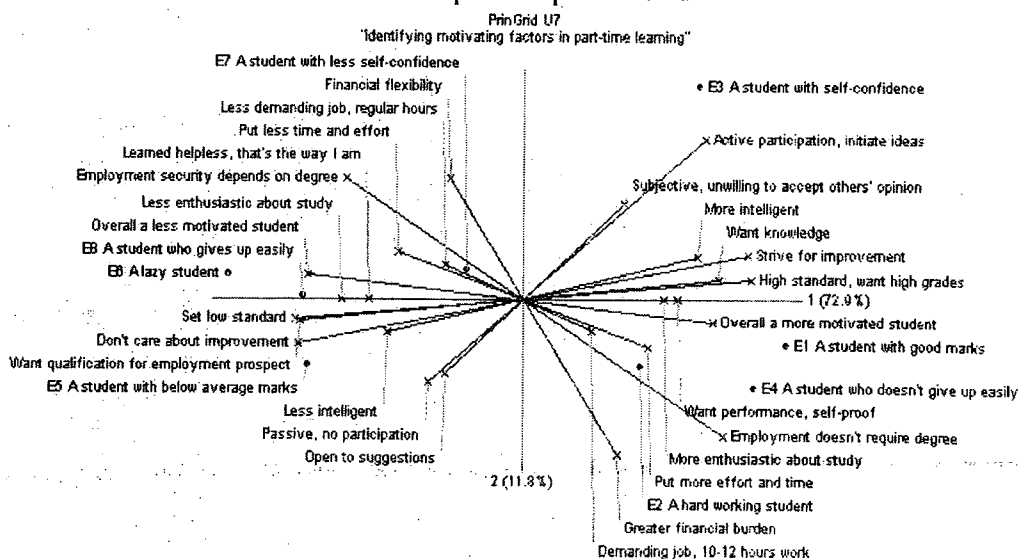 PrinGrid U7
"Identifying motivating factors in part-time learning"
E7 A student with less self-confidence
Financial flexibility
Less demanding job, regular hours
Put less time and effort
Learned helpless, that's the way I am
Employment security depends on degree
Less enthusiastic about study
Overall a less motivated student
E8 A student who gives up easily
E6 A lazy student
Set low standard
Don't care about improvement
Want qualification for employment prospect
E5 A student with below average marks
Less intelligent
Passive, no participation
Open to suggestions
2 (11.8%)
E3 A student with self-confidence
Active participation, initiate ideas
Subjective, unwilling to accept others' opinion
More intelligent
Want knowledge
Strive for improvement
High standard, want high grades
1 (72.9%)
Overall a more motivated student
E1 A student with good marks
E4 A student who doesn't give up easily
Want performance, self-proof
Employment doesn't require degree
More enthusiastic about study
Put more effort and time
E2 A hard working student
Greater financial burden
Demanding job, 10-12 hours work